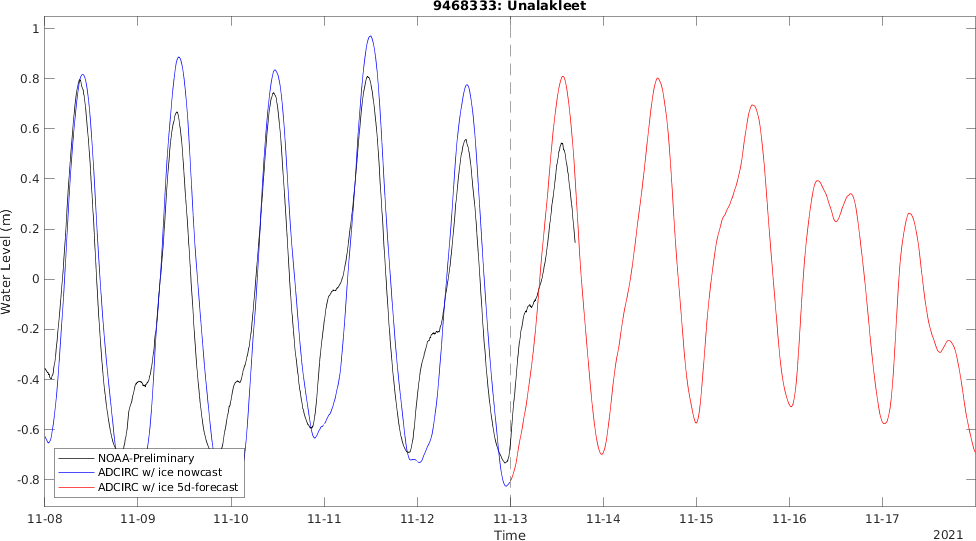 9468333: Unalakleet
Water Level (m)
1
0.8
0.6
0.4
0.2
0
-0.2
-0.4
-0.6
-0.8
NOAA-Preliminary
ADCIRC w/ ice nowcast
ADCIRC w/ ice 5d-forecast
11-08 11-09 11-10 11-11 11-12 11-13 11-14 11-15 11-16 11-17
Time
2021